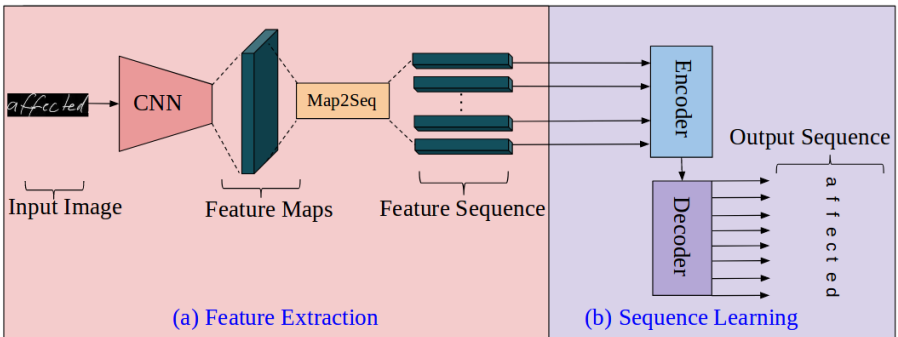 affected
CNN
Map2Seq
Input Image
Feature Maps
Feature Sequence
(a) Feature Extraction
Encoder
Decoder
Output Sequence
a
f
f
e
c
t
e
d
(b) Sequence Learning